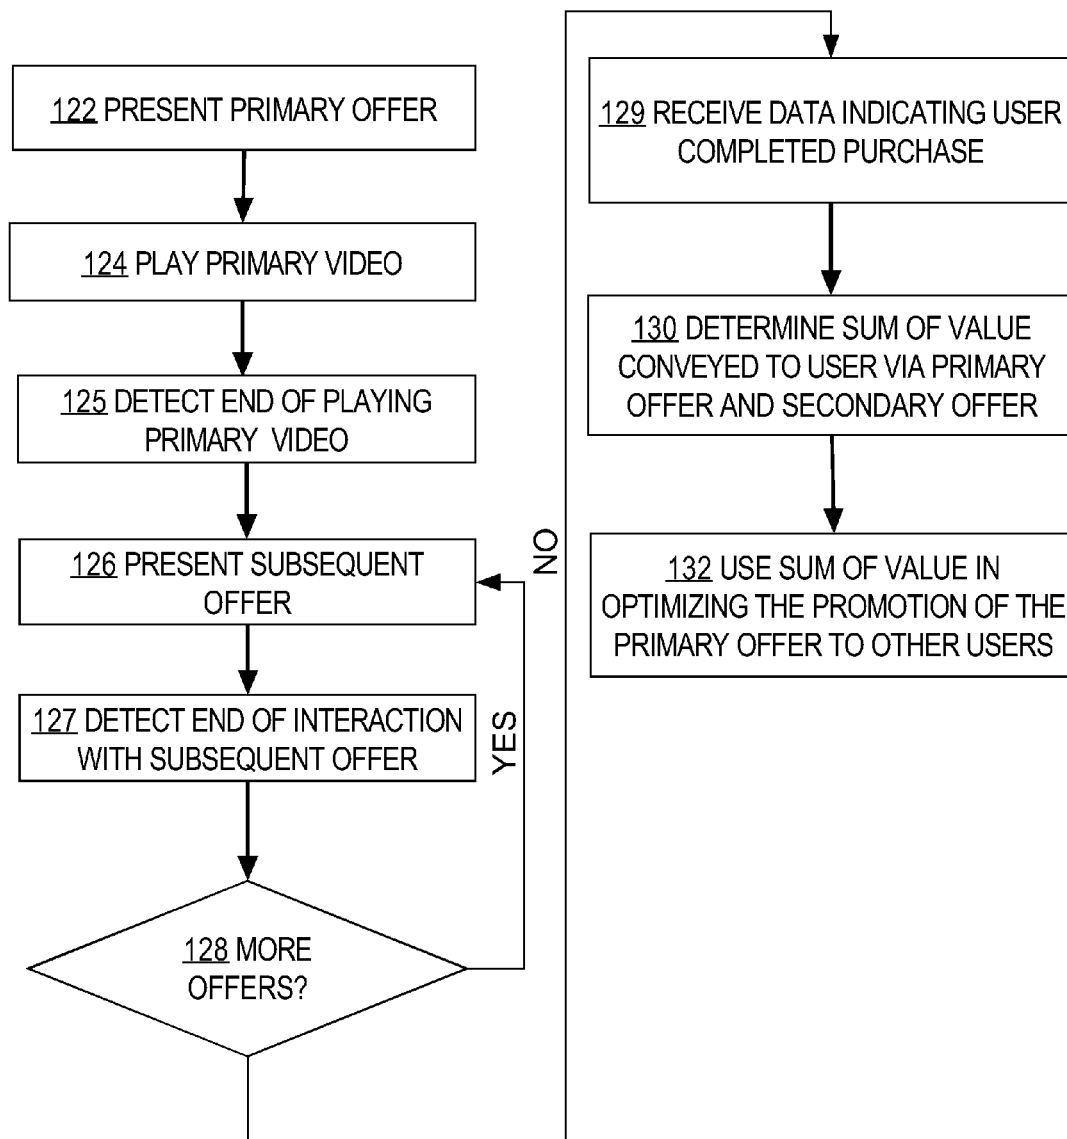 122 PRESENT PRIMARY OFFER
124 PLAY PRIMARY VIDEO
125 DETECT END OF PLAYING
PRIMARY VIDEO
126 PRESENT SUBSEQUENT
OFFER
127 DETECT END OF INTERACTION
WITH SUBSEQUENT OFFER
YES
128 MORE
OFFERS?
NO
129 RECEIVE DATA INDICATING USER
COMPLETED PURCHASE
130 DETERMINE SUM OF VALUE
CONVEYED TO USER VIA PRIMARY
OFFER AND SECONDARY OFFER
132 USE SUM OF VALUE IN
OPTIMIZING THE PROMOTION OF THE
PRIMARY OFFER TO OTHER USERS